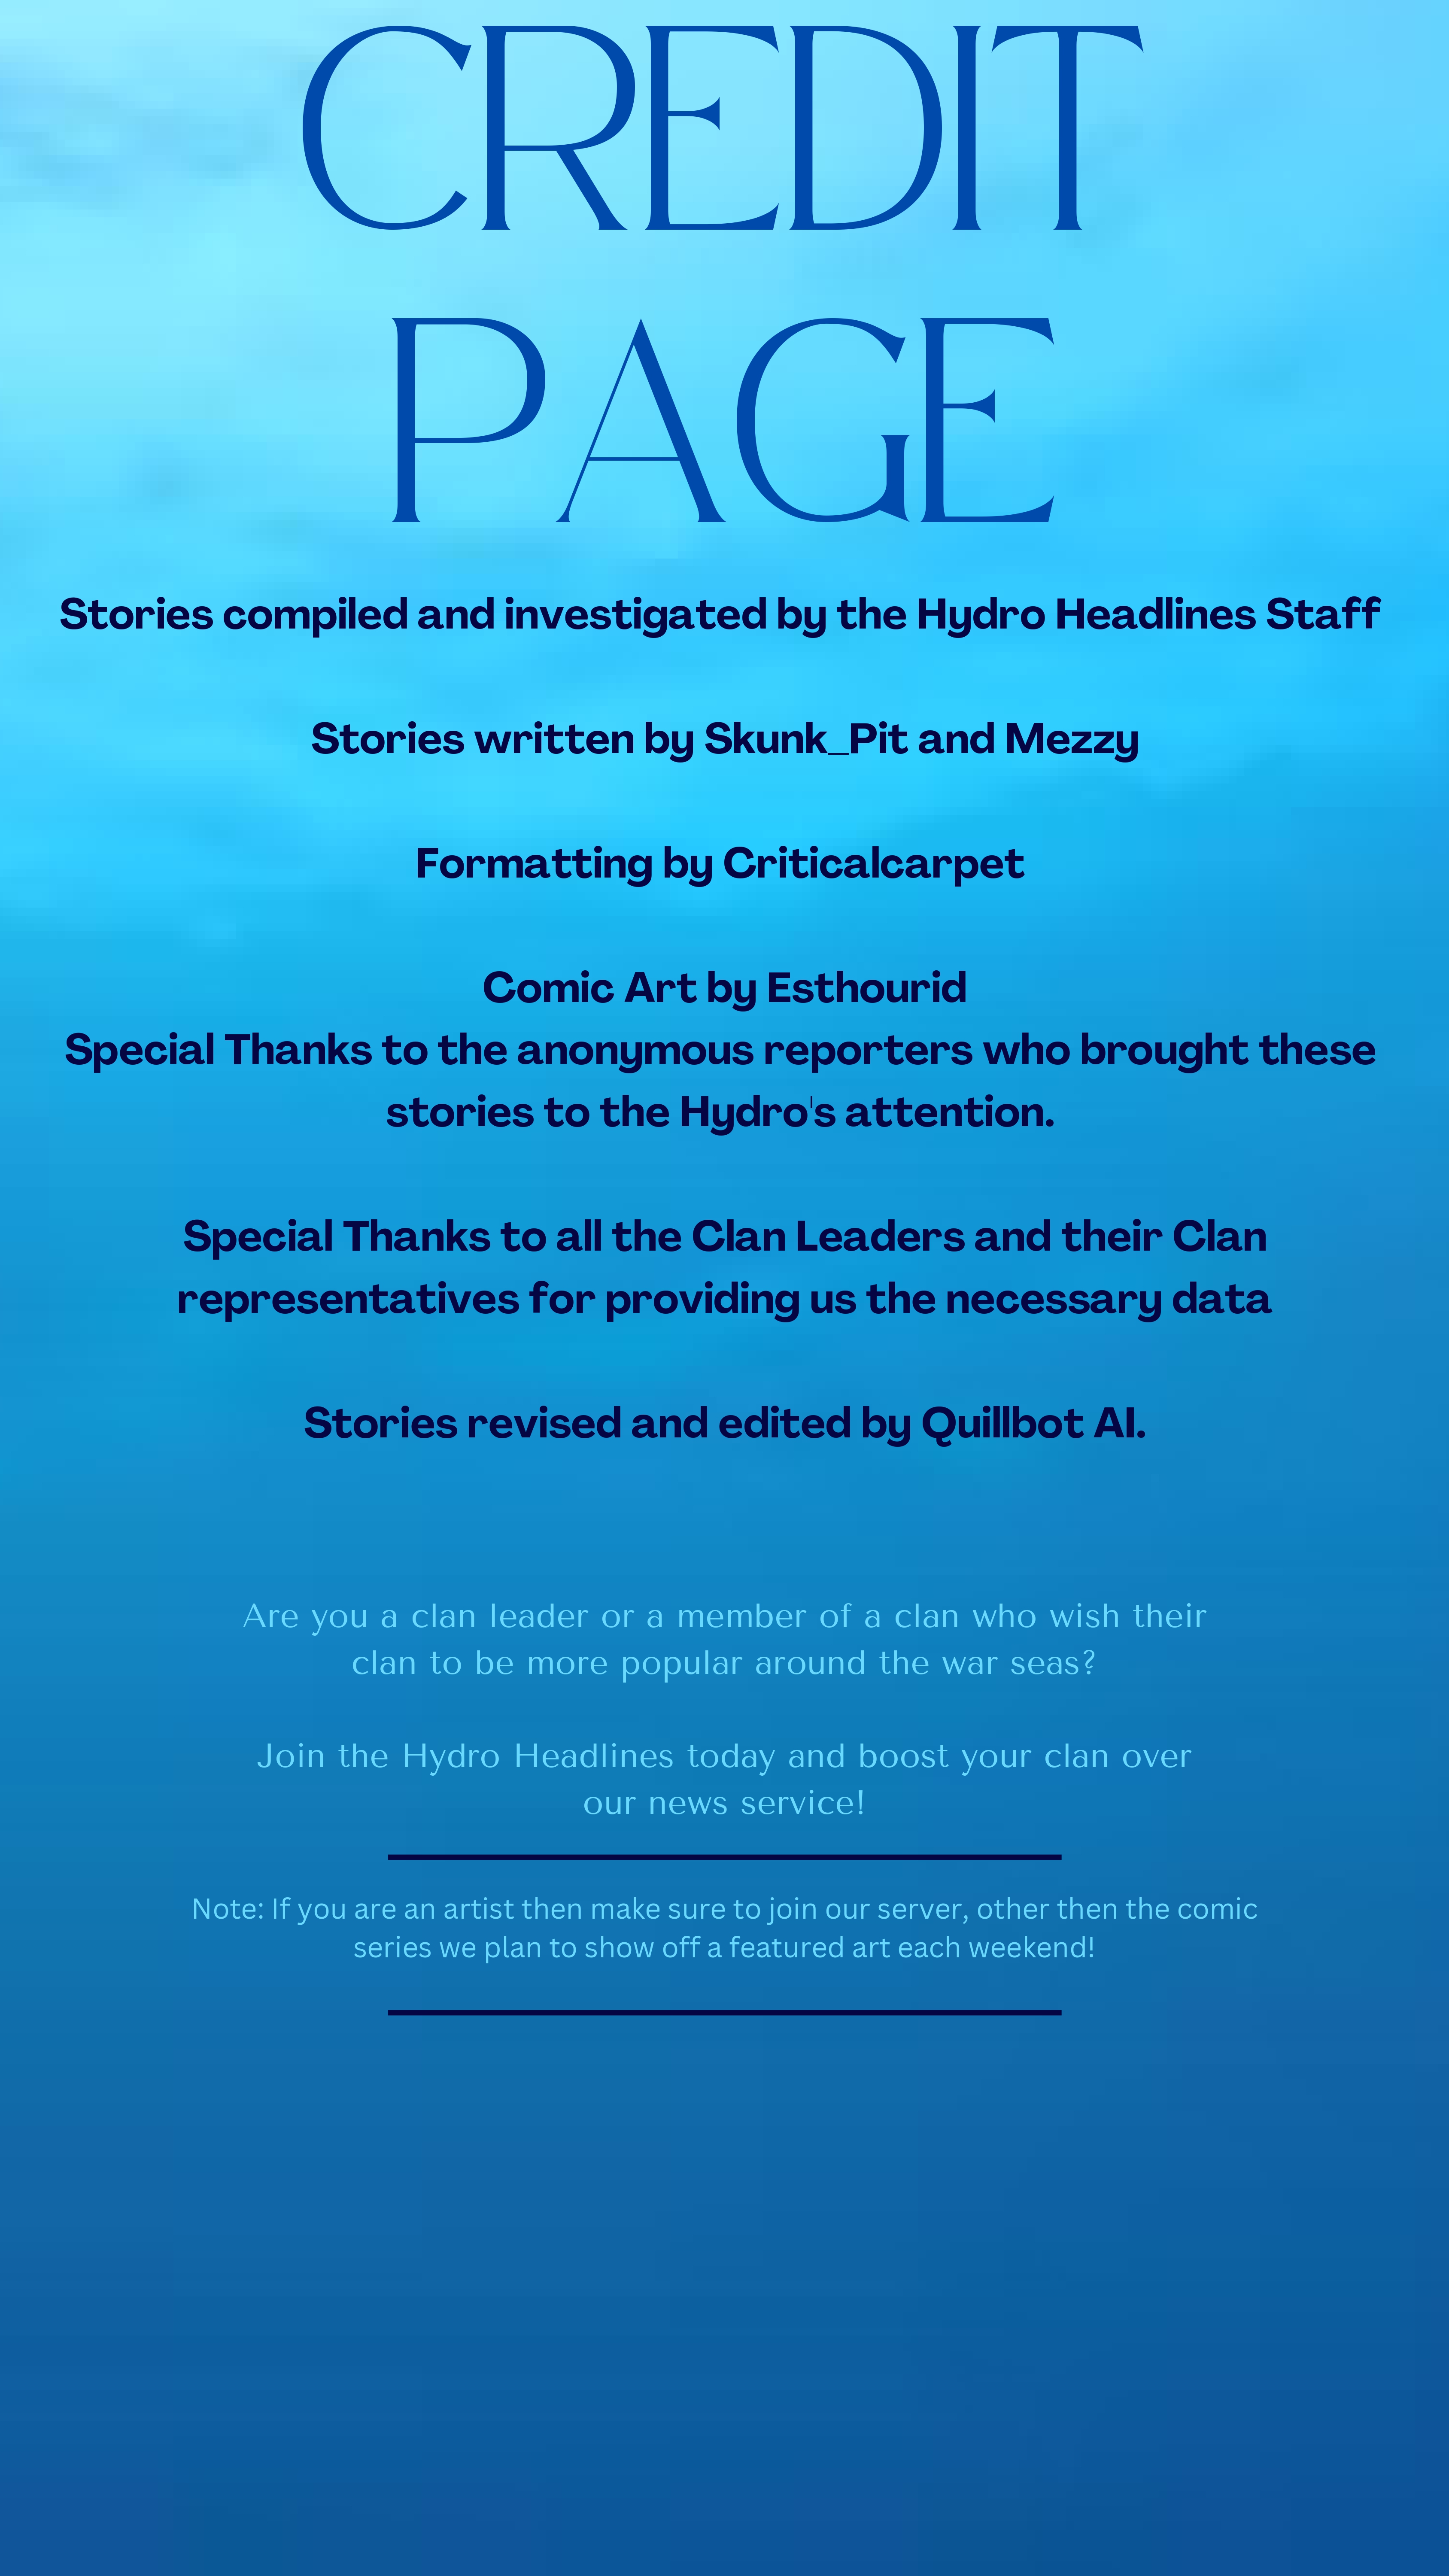 CREDIT
PAGE
Stories compiled and investigated by the Hydro Headlines Staff
Stories written by Skunk_Pit and Mezzy
Formatting by Criticalcarpet
Comic Art by Esthourid
Special Thanks to the anonymous reporters who brought these
stories to the Hydro's attention.
Special Thanks to all the Clan Leaders and their Clan
representatives for providing us the necessary data
Stories revised and edited by Quillbot AI.
Are you a clan leader or a member of a clan who wish their
clan to be more popular around the war seas?
Join the Hydro Headlines today and boost your clan over
our news service!
Note: If you are an artist then make sure to join our server, other then the comic
series we plan to show off a featured art each weekend!